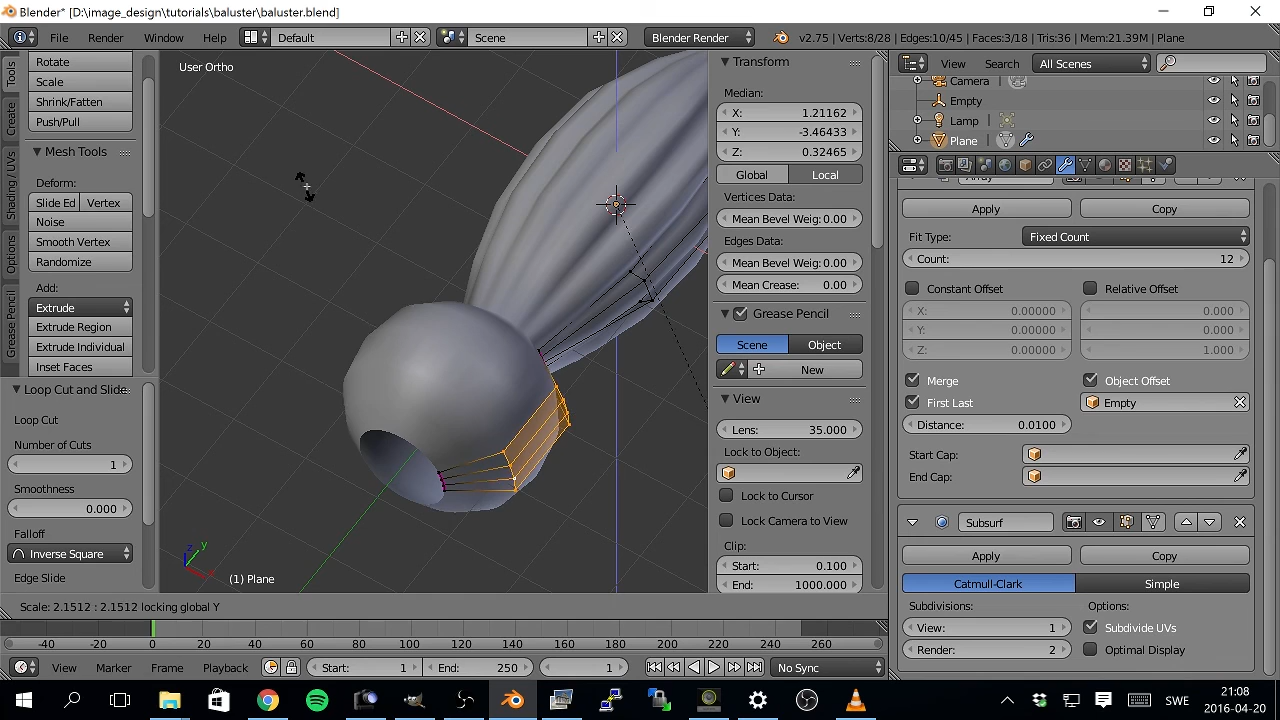 Blender* [D:\image_design\tutorials\baluster\baluster.blend]
File Render Window Help Default Scene Blender Render v2.75 | Verts:8/28 | Edges:10/45 | Faces:3/18 | Tris:36 | Mem:21.39M | Plane
Tools
Create
Shading / UVs
Options
Grease Pencil
Rotate
Scale
Shrink/Fatten
Push/Pull
Mesh Tools
Deform:
Slide Ed Vertex
Noise
Smooth Vertex
Randomize
Add:
Extrude
Extrude Region
Extrude Individual
Inset Faces
Loop Cut and Slide
Loop Cut
Number of Cuts
1
Smoothness
0.000
Falloff
Inverse Square
Edge Slide
User Ortho
z y
x
(1) Plane
Scale: 2.1512 : 2.1512 locking global Y
Transform
Median:
X: 1.21162
Y: -3.46433
Z: 0.32465
Global Local
Vertices Data:
Mean Bevel Weig: 0.00
Edges Data:
Mean Bevel Weig: 0.00
Mean Crease: 0.00
Grease Pencil
Scene Object
New
View
Lens: 35.000
Lock to Object:
Lock to Cursor
Lock Camera to View
Clip:
Start: 0.100
End: 1000.000
View Search All Scenes
Camera
Empty
Lamp
Plane
Apply Copy
Fit Type: Fixed Count
Count: 12
Constant Offset Relative Offset
X: 0.00000 0.000
Y: 0.00000 0.000
Z: 0.00000 1.000
Merge Object Offset
First Last Empty
Distance: 0.0100
Start Cap:
End Cap:
Subsurf
Apply Copy
Catmull-Clark Simple
Subdivisions: Options:
View: 1 Subdivide UVs
Render: 2 Optimal Display
-40 -20 0 20 40 60 80 100 120 140 160 180 200 220 240 260
View Marker Frame Playback Start: 1 End: 250 1 No Sync
SWE
21:08
2016-04-20